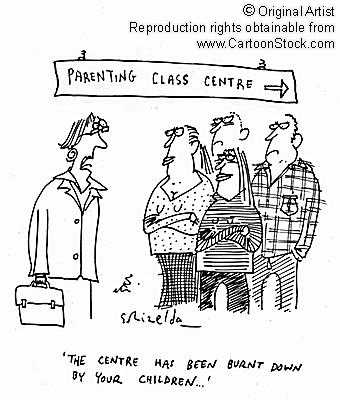 © Original Artist
Reproduction rights obtainable from
www.CartoonStock.com
PARENTING CLASS CENTRE
Grizelda
'THE CENTRE HAS BEEN BURNT DOWN
BY YOUR CHILDREN...'